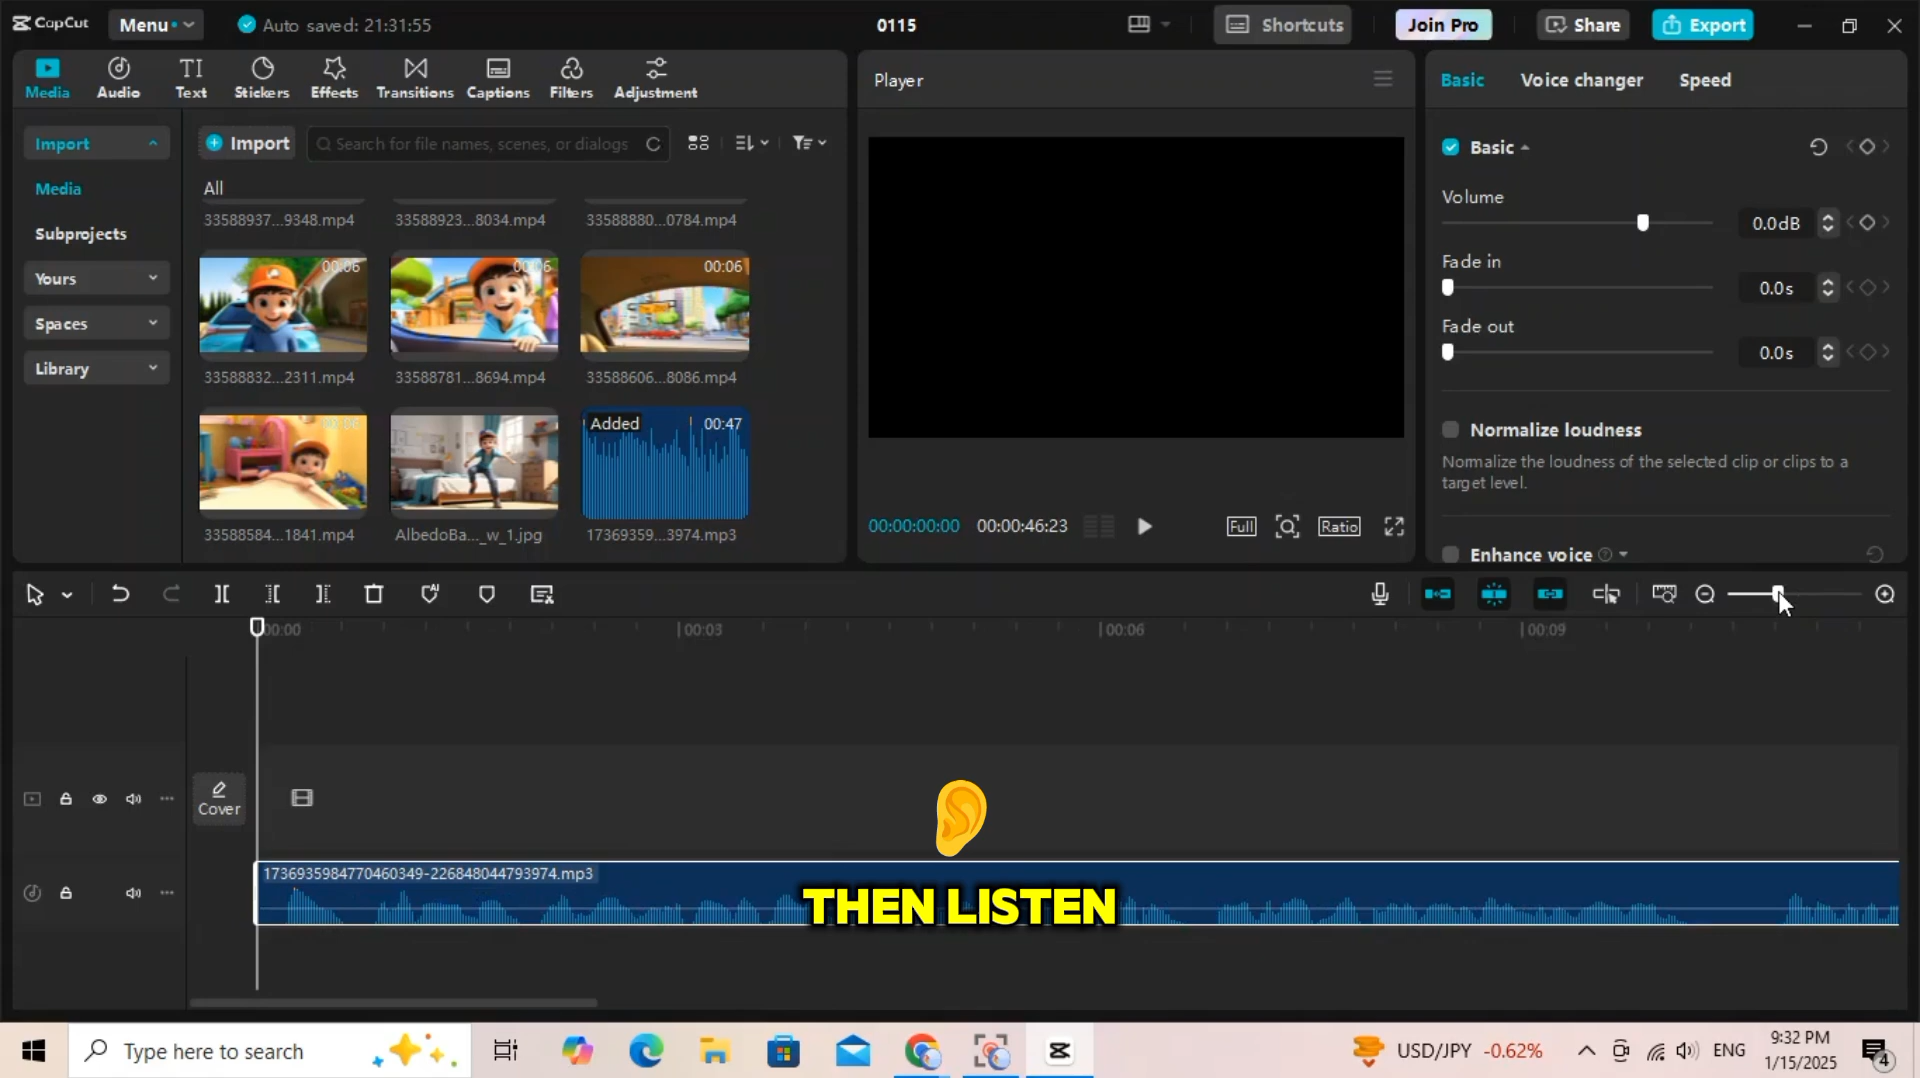 CapCut
Menu
Auto saved: 21:31:55
0115
Shortcuts
Join Pro
Share
Export
Media
Audio
TI
Text
Stickers
Effects
Transitions
Captions
Filters
Adjustment
Player
Basic
Voice changer
Speed
Import
Import
Search for file names, scenes, or dialogs
Media
Subprojects
Yours
Spaces
Library
All
33588937...9348.mp4
33588923...8034.mp4
33588880...0784.mp4
00:06
00:06
00:06
33588832...2311.mp4
33588781...8694.mp4
33588606...8086.mp4
Added
00:47
33588584...1841.mp4
AlbedoBa..._w_1.jpg
17369359...3974.mp3
00:00:00:00
00:00:46:23
Full
Ratio
Basic
Volume
0.0dB
Fade in
0.0s
Fade out
0.0s
Normalize loudness
Normalize the loudness of the selected clip or clips to a
target level.
Enhance voice
00:00
00:03
00:06
00:09
Cover
1736935984770460349-226848044793974.mp3
THEN LISTEN
Type here to search
USD/JPY -0.62%
ENG
9:32 PM
1/15/2025
4